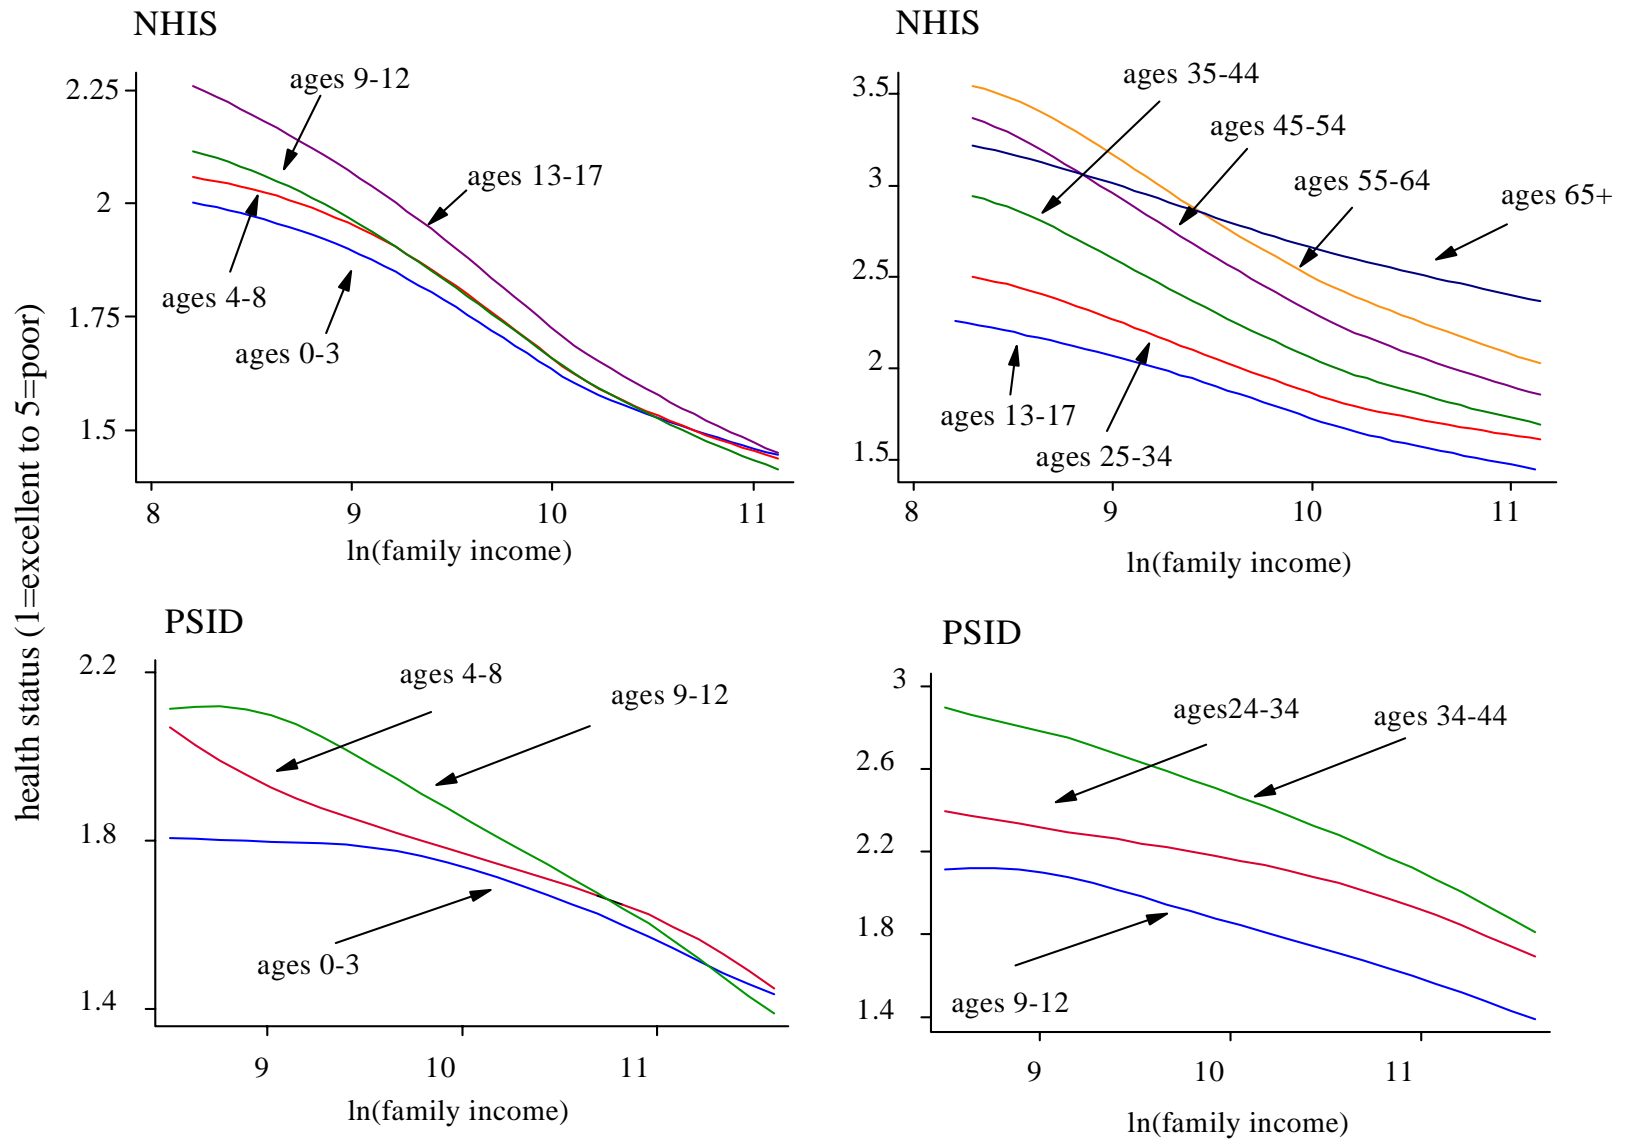 NHIS
ages 9-12
2.25
ages 13-17
2
ages 4-8
1.75
ages 0-3
1.5
8
9
10
11
ln(family income)
NHIS
ages 35-44
3.5
ages 45-54
ages 55-64
3
ages 65+
2.5
2
ages 13-17
1.5
ages 25-34
8
9
10
11
ln(family income)
health status (1=excellent to 5=poor)
PSID
2.2
ages 4-8
ages 9-12
1.8
ages 0-3
1.4
9
10
11
ln(family income)
PSID
3
ages24-34
ages 34-44
2.6
2.2
1.8
ages 9-12
1.4
9
10
11
ln(family income)